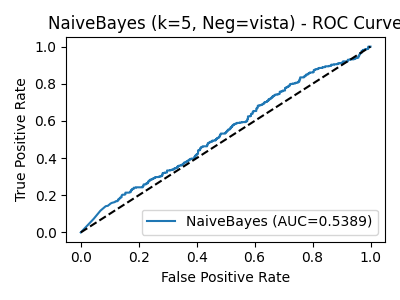 NaiveBayes (k=5, Neg=vista) - ROC Curve
True Positive Rate
1.0
0.8
0.6
0.4
0.2
0.0
NaiveBayes (AUC=0.5389)
0.0 0.2 0.4 0.6 0.8 1.0
False Positive Rate